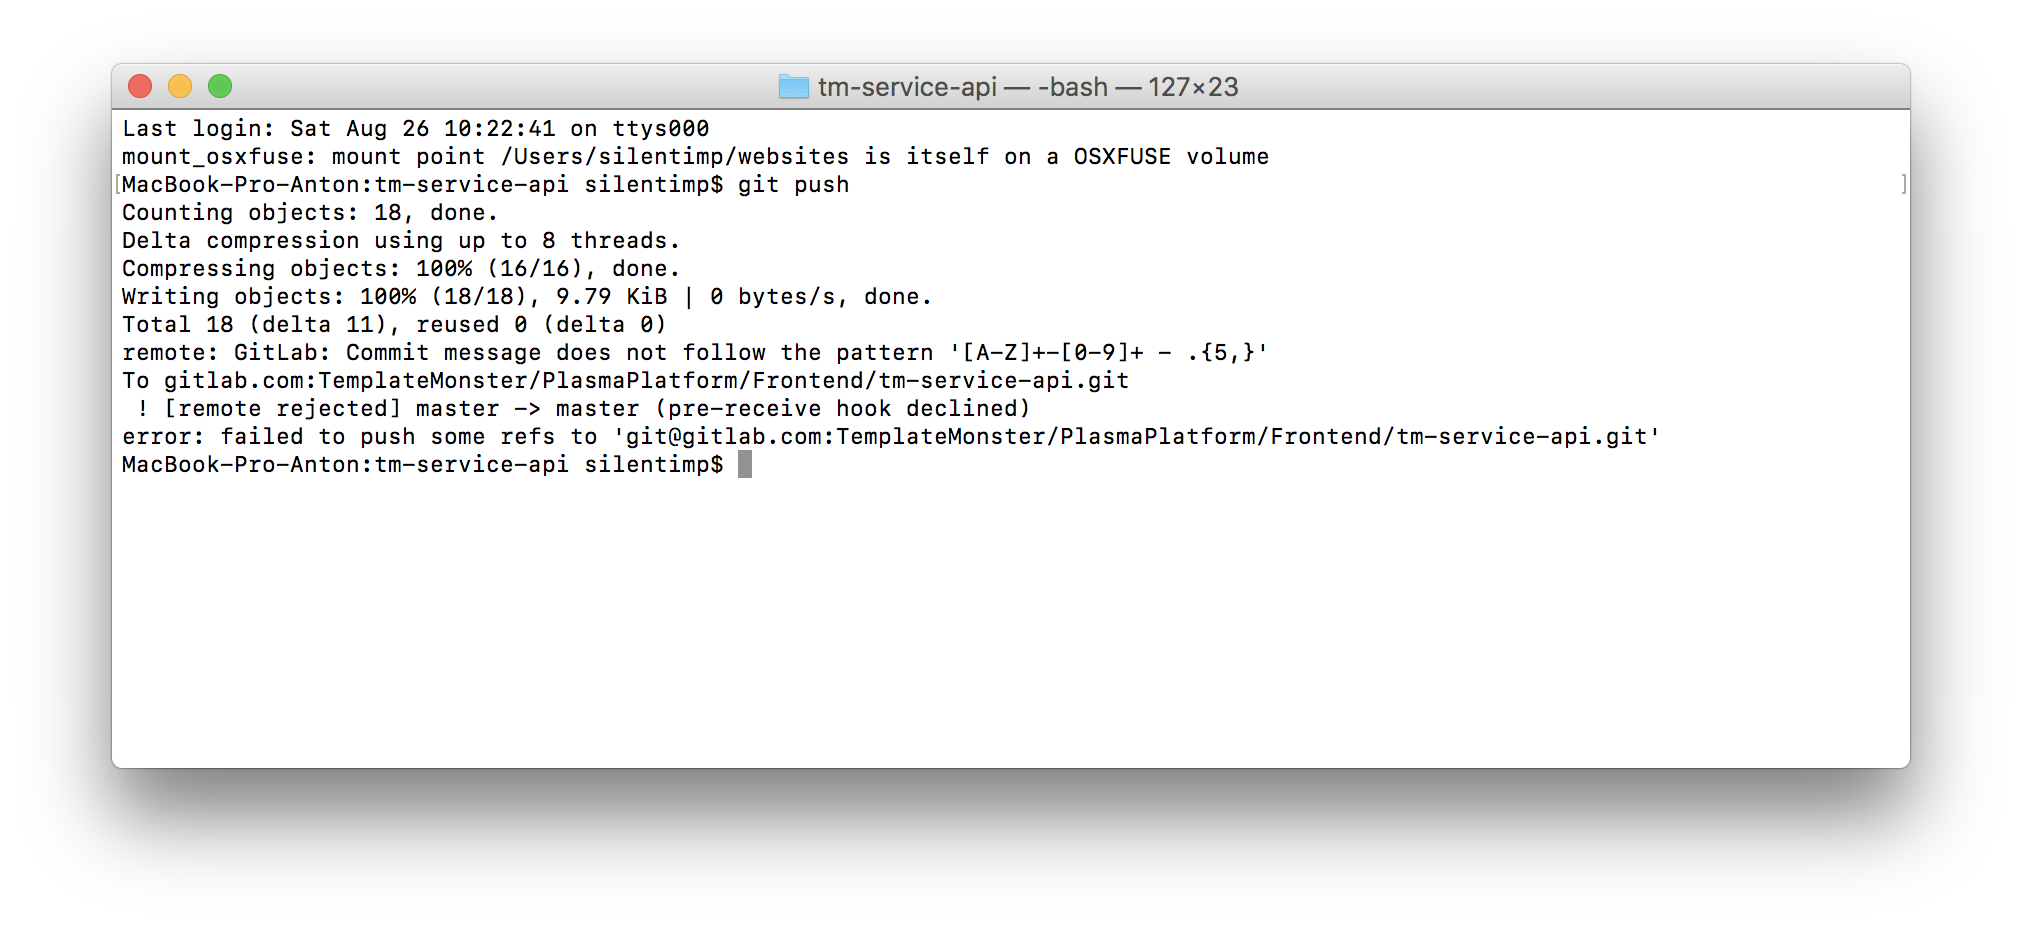 tm-service-api — -bash — 127×23
Last login: Sat Aug 26 10:22:41 on ttys000
mount_osxfuse: mount point /Users/silentimp/websites is itself on a OSXFUSE volume
[MacBook-Pro-Anton:tm-service-api silentimp$ git push ]
Counting objects: 18, done.
Delta compression using up to 8 threads.
Compressing objects: 100% (16/16), done.
Writing objects: 100% (18/18), 9.79 KiB | 0 bytes/s, done.
Total 18 (delta 11), reused 0 (delta 0)
remote: GitLab: Commit message does not follow the pattern '[A-Z]+-[0-9]+ - .{5,}'
To gitlab.com:TemplateMonster/PlasmaPlatform/Frontend/tm-service-api.git
 ! [remote rejected] master -> master (pre-receive hook declined)
error: failed to push some refs to 'git@gitlab.com:TemplateMonster/PlasmaPlatform/Frontend/tm-service-api.git'
MacBook-Pro-Anton:tm-service-api silentimp$